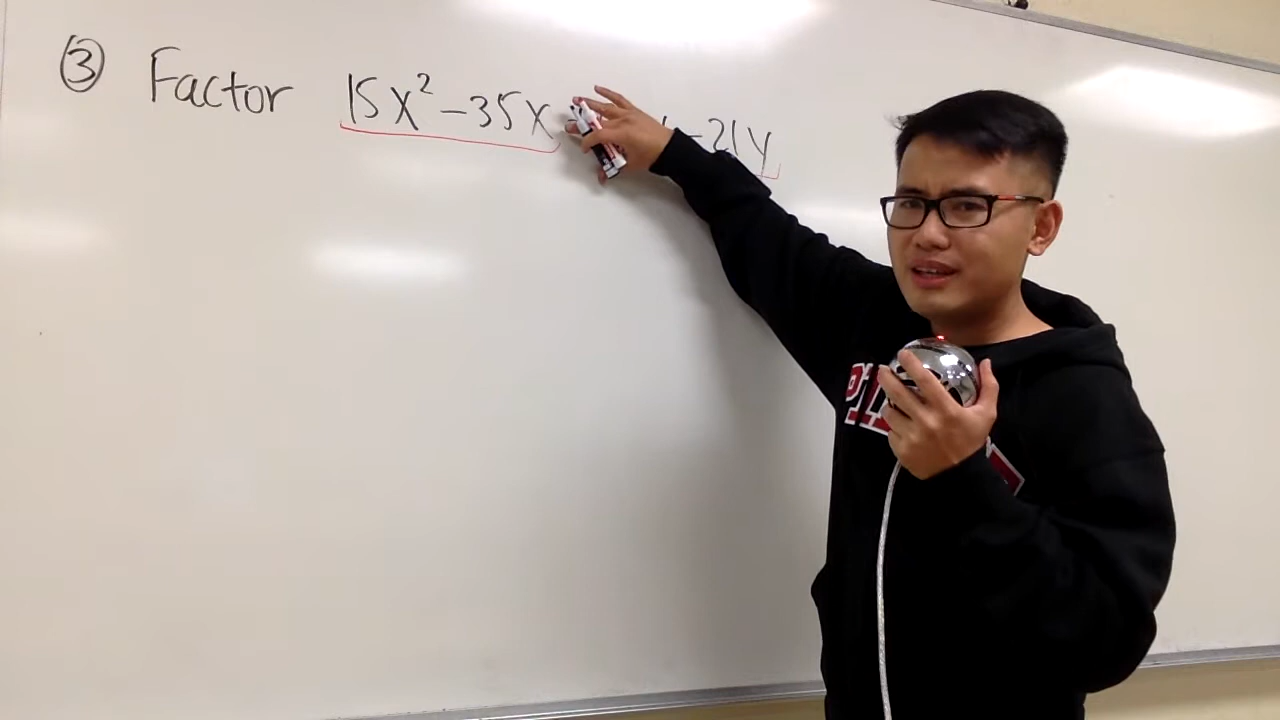 ③ Factor 15x² - 35x - 21y